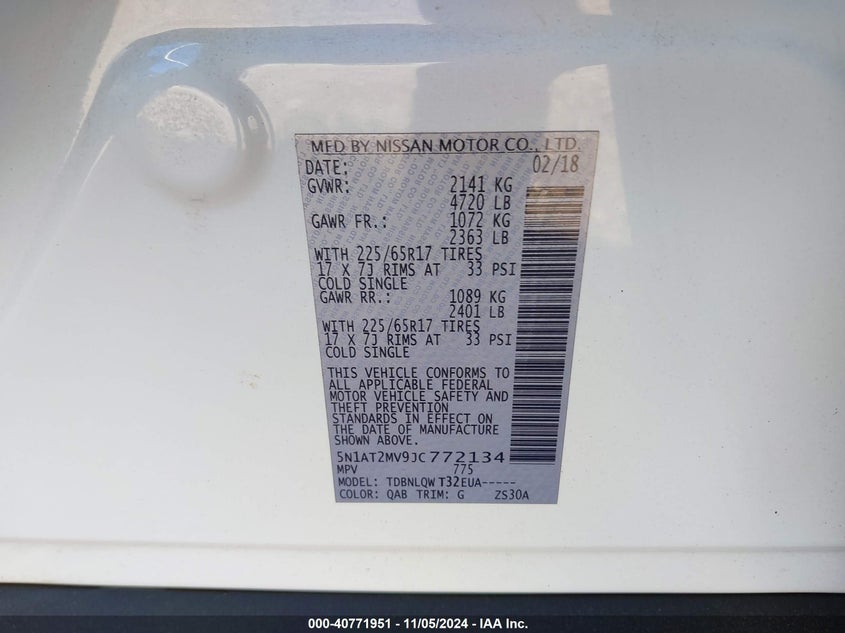 MFD BY NISSAN MOTOR CO., LTD.
DATE: 02/18
GVWR: 2141 KG
4720 LB
GAWR FR.: 1072 KG
2363 LB
WITH 225/65R17 TIRES
17 X 7J RIMS AT 33 PSI
COLD SINGLE
GAWR RR.: 1089 KG
2401 LB
WITH 225/65R17 TIRES
17 X 7J RIMS AT 33 PSI
COLD SINGLE
THIS VEHICLE CONFORMS TO
ALL APPLICABLE FEDERAL
MOTOR VEHICLE SAFETY AND
THEFT PREVENTION
STANDARDS IN EFFECT ON
THE DATE OF MANUFACTURE
SHOWN ABOVE.
5N1AT2MV9JC772134
MPV 775
MODEL: TDBNLQW T32EUA-----
COLOR: QAB TRIM: G ZS30A
000-40771951 - 11/05/2024 - IAA Inc.